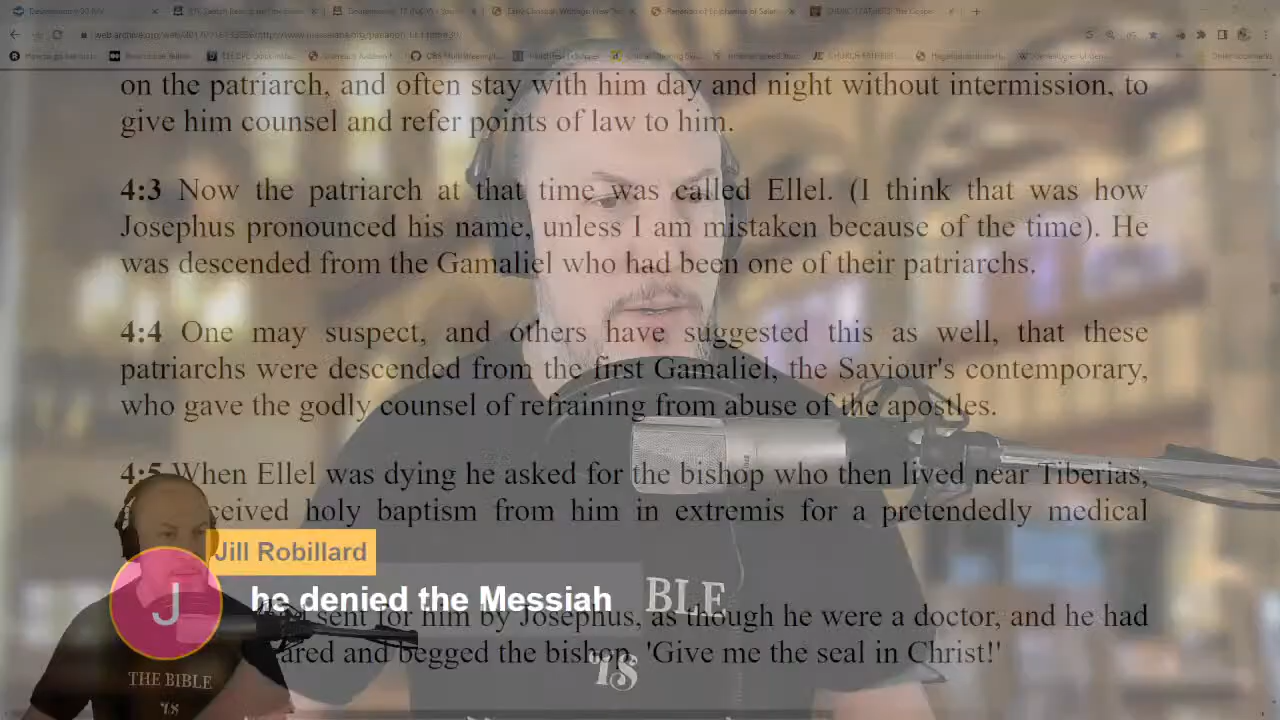 on the patriarch, and often stay with him day and night without intermission, to
give him counsel and refer points of law to him.
4:3 Now the patriarch at that time was called Ellel. (I think that was how
Josephus pronounced his name, unless I am mistaken because of the time). He
was descended from the Gamaliel who had been one of their patriarchs.
4:4 One may suspect, and others have suggested this as well, that these
patriarchs were descended from the first Gamaliel, the Saviour's contemporary,
who gave the godly counsel of refraining from abuse of the apostles.
4:5 When Ellel was dying he asked for the bishop who then lived near Tiberias,
holy baptism from him in extremis for a pretendedly medical
Jill Robillard
J
he denied the Messiah
BLE
sent for him by Josephus, as though he were a doctor, and he had
and begged the bishop, 'Give me the seal in Christ!'
THE BIBLE
IS
IS